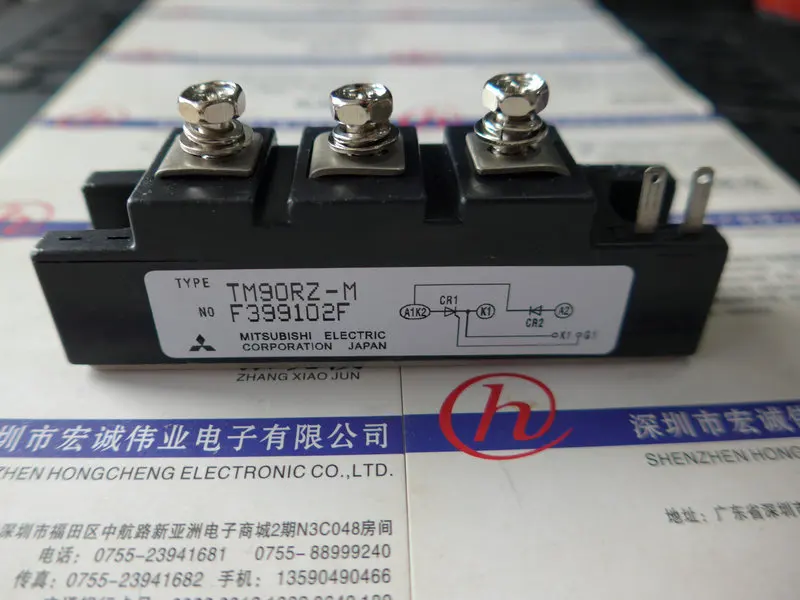 TYPE TM90RZ-M
NO F399102F
MITSUBISHI ELECTRIC
CORPORATION JAPAN
A1K2 CR1 K1 CR2 A2
K1 G1
ZHANG XIAO JUN
圳市宏诚伟业电子有限公司
ZHEN HONGCHENG ELECTRONIC CO.,LTD.
深圳市福田区中航路新亚洲电子商城2期N3C048房间
电话: 0755-23941681 0755-88999240
传真: 0755-23941682 手机: 13590490466
h
深圳市宏诚伟业
SHENZHEN HONG
地址: 广东省深圳